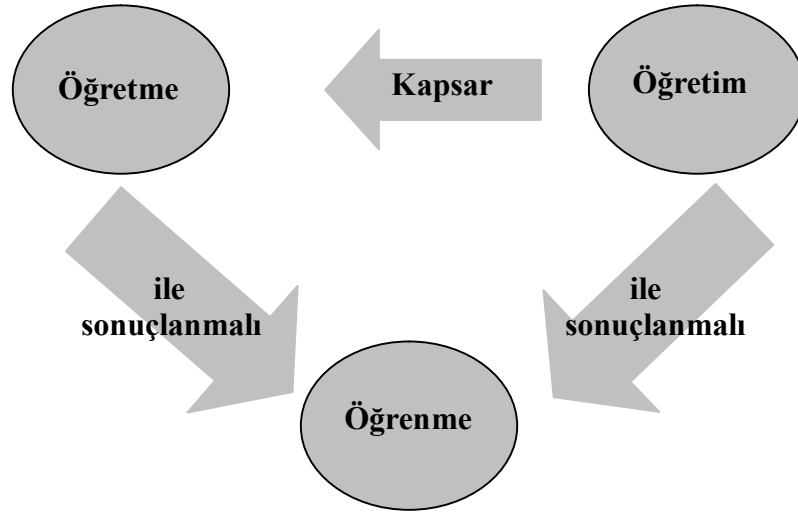 Öğretme
Kapsar
Öğretim
ile
sonuçlanmalı
ile
sonuçlanmalı
Öğrenme